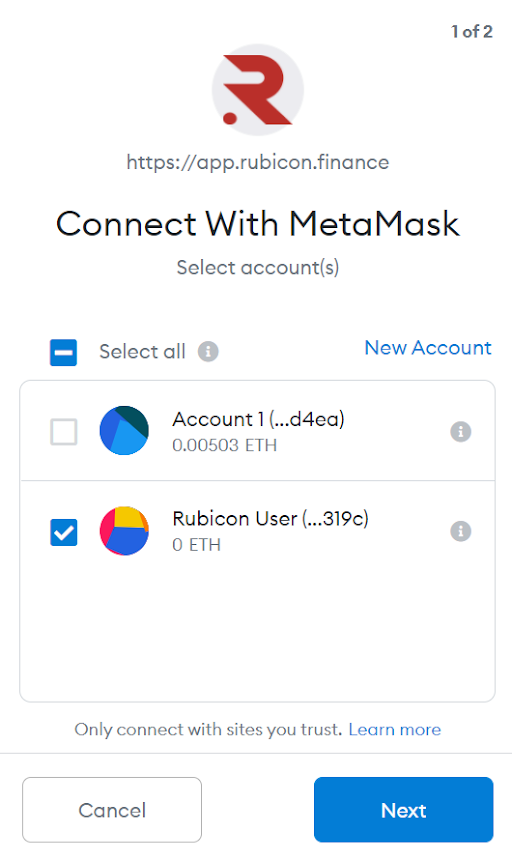 1 of 2
https://app.rubicon.finance
Connect With MetaMask
Select account(s)
Select all
New Account
Account 1 (...d4ea)
0.00503 ETH
Rubicon User (...319c)
0 ETH
Only connect with sites you trust. Learn more
Cancel
Next